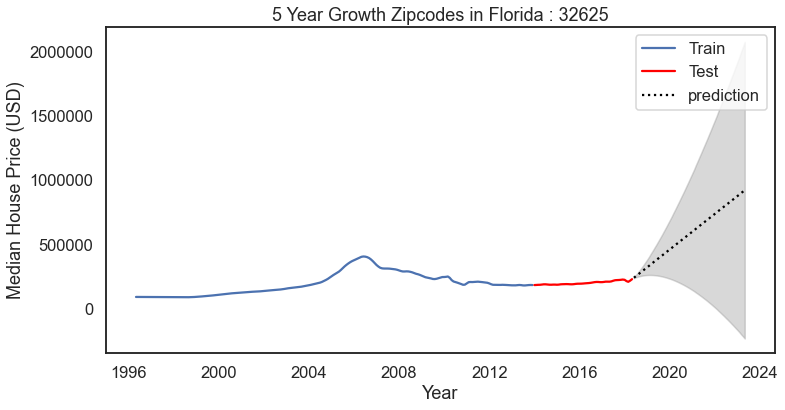 5 Year Growth Zipcodes in Florida : 32625
Train
Test
prediction
Median House Price (USD)
2000000
1500000
1000000
500000
0
1996
2000
2004
2008
2012
2016
2020
2024
Year